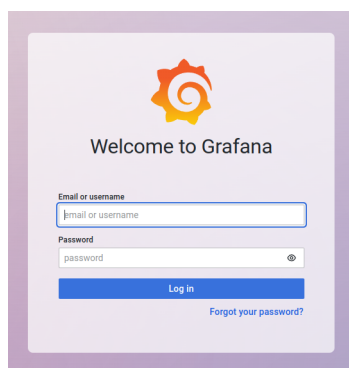 Welcome to Grafana
Email or username
email or username
Password
password
Log in
Forgot your password?